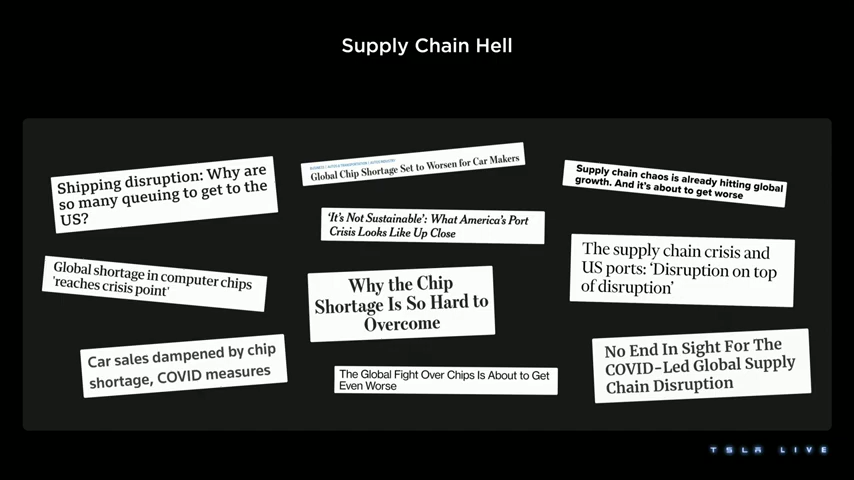 Supply Chain Hell
Shipping disruption: Why are
so many queuing to get to the
US?
BUSINESS | AUTOS & TRANSPORTATION | AUTOS INDUSTRY
Global Chip Shortage Set to Worsen for Car Makers
Supply chain chaos is already hitting global
growth. And it's about to get worse
'It's Not Sustainable': What America's Port
Crisis Looks Like Up Close
The supply chain crisis and
US ports: 'Disruption on top
of disruption'
Global shortage in computer chips
'reaches crisis point'
Why the Chip
Shortage Is So Hard to
Overcome
Car sales dampened by chip
shortage, COVID measures
The Global Fight Over Chips Is About to Get
Even Worse
No End In Sight For The
COVID-Led Global Supply
Chain Disruption
TSLA LIVE